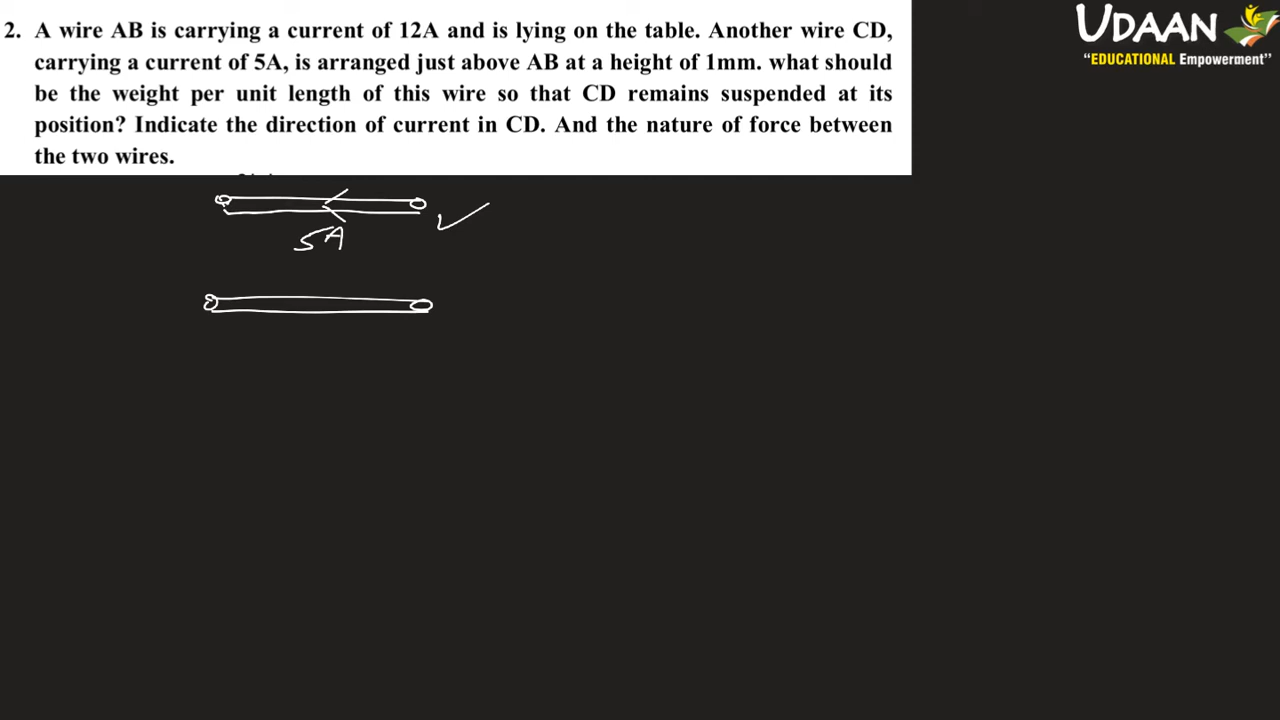 2. A wire AB is carrying a current of 12A and is lying on the table. Another wire CD,
carrying a current of 5A, is arranged just above AB at a height of 1mm. what should
be the weight per unit length of this wire so that CD remains suspended at its
position? Indicate the direction of current in CD. And the nature of force between
the two wires.
UDAAN
“EDUCATIONAL Empowerment”
5A